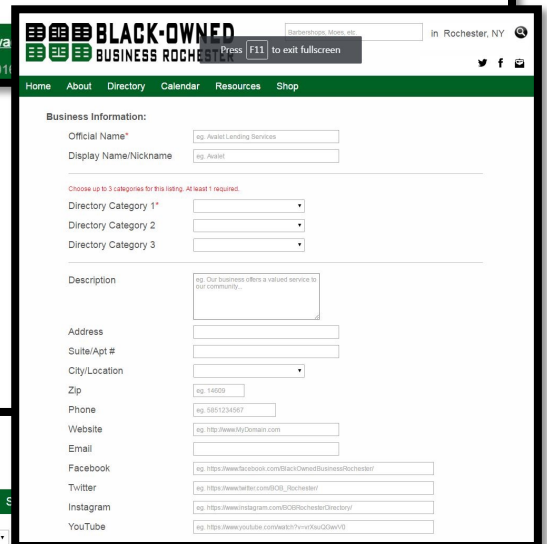 BLACK-OWNED
BUSINESS ROCHESTER
Barbershops, Moes, etc
in Rochester, NY
Press F11 to exit fullscreen
Home About Directory Calendar Resources Shop
Business Information:
Official Name* eg. Avalet Lending Services
Display Name/Nickname eg. Avalet
Choose up to 3 categories for this listing. At least 1 required.
Directory Category 1*
Directory Category 2
Directory Category 3
Description eg. Our business offers a valued service to
our community...
Address
Suite/Apt #
City/Location
Zip eg. 14609
Phone eg. 5851234567
Website eg. http://www.MyDomain.com
Email
Facebook eg. https://www.facebook.com/BlackOwnedBusinessRochester/
Twitter eg. https://www.twitter.com/BOB_Rochester/
Instagram eg. https://www.instagram.com/BOBRochesterDirectory/
YouTube